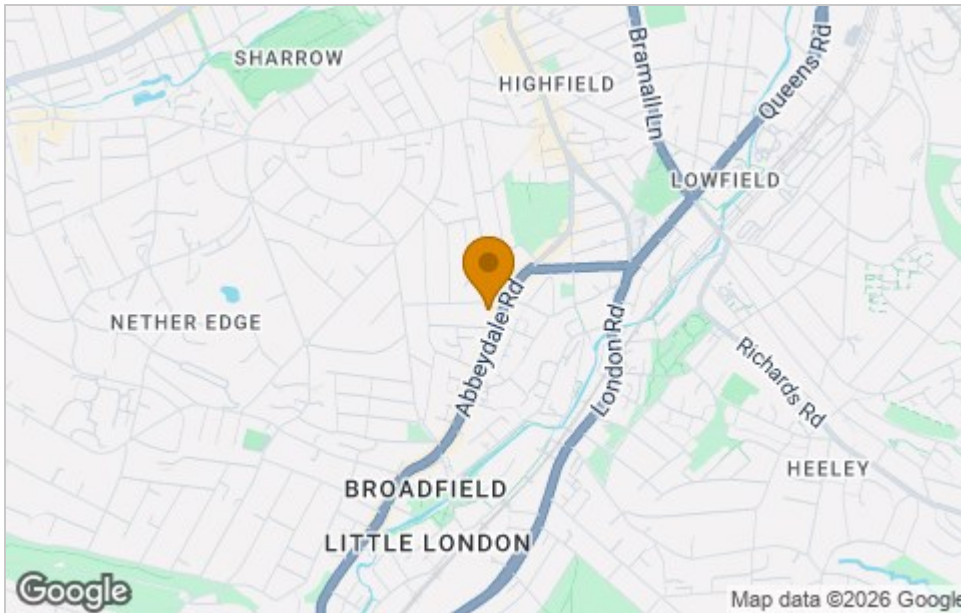 SHARROW
HIGHFIELD
Bramall Ln
Queens Rd
LOWFIELD
NETHER EDGE
Abbeydale Rd
London Rd
Richards Rd
HEELEY
BROADFIELD
LITTLE LONDON
Google
Map data ©2026 Google